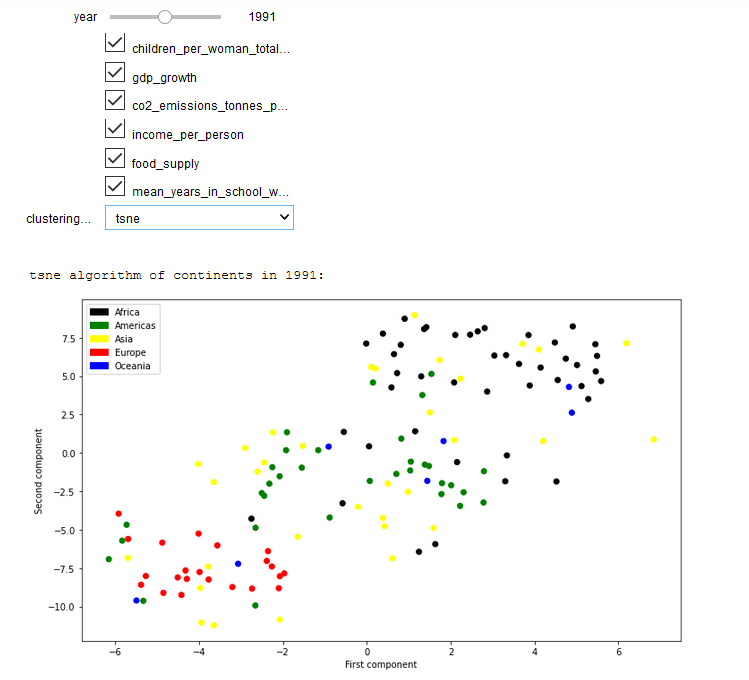 year 1991
children_per_woman_total...
gdp_growth
co2_emissions_tonnes_p...
income_per_person
food_supply
mean_years_in_school_w...
clustering... tsne
tsne algorithm of continents in 1991:
Africa
Americas
Asia
Europe
Oceania
7.5
5.0
2.5
0.0
−2.5
−5.0
−7.5
−10.0
Second component
−6 −4 −2 0 2 4 6
First component